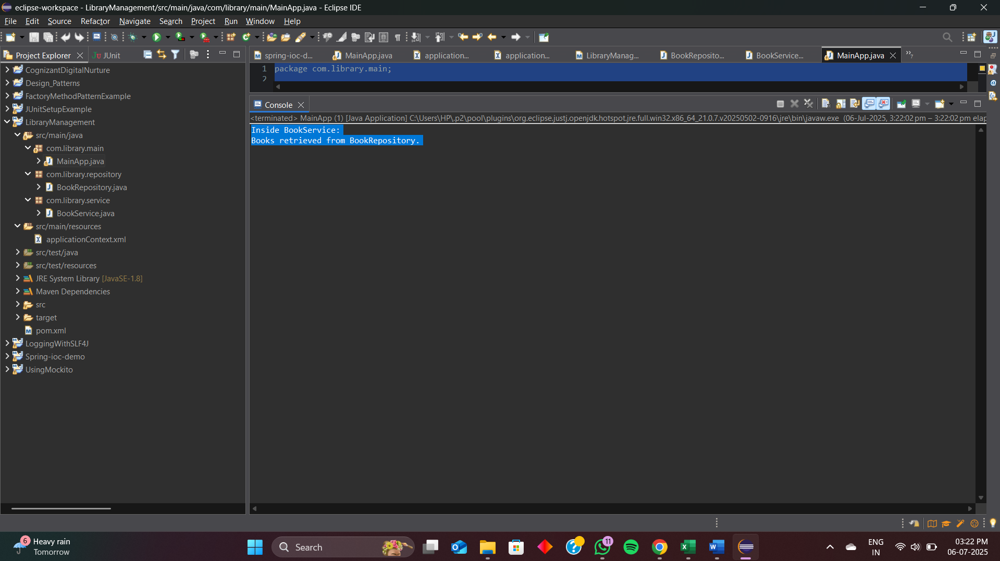 eclipse-workspace - LibraryManagement/src/main/java/com/library/main/MainApp.java - Eclipse IDE
File Edit Source Refactor Navigate Search Project Run Window Help
Project Explorer JUnit
spring-ioc-d... MainApp.java application... application... LibraryManag... BookReposito... BookService... MainApp.java »7
CognizantDigitalNurture
Design_Patterns
FactoryMethodPatternExample
JUnitSetupExample
LibraryManagement
src/main/java
com.library.main
MainApp.java
com.library.repository
BookRepository.java
com.library.service
BookService.java
src/main/resources
applicationContext.xml
src/test/java
src/test/resources
JRE System Library [JavaSE-1.8]
Maven Dependencies
src
target
pom.xml
LoggingWithSLF4J
Spring-ioc-demo
UsingMockito
1 package com.library.main;
2
Console
<terminated> MainApp (1) [Java Application] C:\Users\HP\.p2\pool\plugins\org.eclipse.justj.openjdk.hotspot.jre.full.win32.x86_64_21.0.7.v20250502-0916\jre\bin\javaw.exe (06-Jul-2025, 3:22:02 pm – 3:22:02 pm elap
Inside BookService:
Books retrieved from BookRepository.
6
Heavy rain
Tomorrow
Search
11
ENG
IN
03:22 PM
06-07-2025